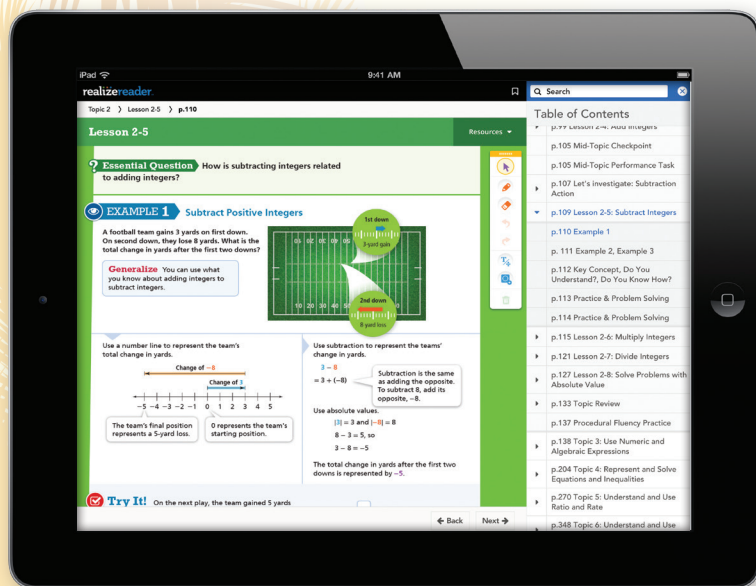 iPad
9:41 AM
realizereader.
Topic 2 > Lesson 2-5 > p.110
Lesson 2-5
Resources
? Essential Question How is subtracting integers related
to adding integers?
EXAMPLE 1 Subtract Positive Integers
A football team gains 3 yards on first down.
On second down, they lose 8 yards. What is the
total change in yards after the first two downs?
Generalize You can use what
you know about adding integers to
subtract integers.
1st down
3-yard gain
10 20 30 40
2nd down
8-yard loss
Use a number line to represent the team's
total change in yards.
Change of −8
Change of 3
−5 −4 −3 −2 −1 0 1 2 3 4 5
The team's final position
represents a 5-yard loss.
0 represents the team's
starting position.
Use subtraction to represent the teams'
change in yards.
3 − 8
= 3 + (−8)
Subtraction is the same
as adding the opposite.
To subtract 8, add its
opposite, −8.
Use absolute values.
|3| = 3 and |−8| = 8
8 − 3 = 5, so
3 − 8 = −5
The total change in yards after the first two
downs is represented by −5.
Try It! On the next play, the team gained 5 yards
← Back Next →
Search
Table of Contents
p.99 Lesson 2-4: Add Integers
p.105 Mid-Topic Checkpoint
p.105 Mid-Topic Performance Task
p.107 Let's investigate: Subtraction
Action
p.109 Lesson 2-5: Subtract Integers
p.110 Example 1
p. 111 Example 2, Example 3
p.112 Key Concept, Do You
Understand?, Do You Know How?
p.113 Practice & Problem Solving
p.114 Practice & Problem Solving
p.115 Lesson 2-6: Multiply Integers
p.121 Lesson 2-7: Divide Integers
p.127 Lesson 2-8: Solve Problems with
Absolute Value
p.133 Topic Review
p.137 Procedural Fluency Practice
p.138 Topic 3: Use Numeric and
Algebraic Expressions
p.204 Topic 4: Represent and Solve
Equations and Inequalities
p.270 Topic 5: Understand and Use
Ratio and Rate
p.348 Topic 6: Understand and Use